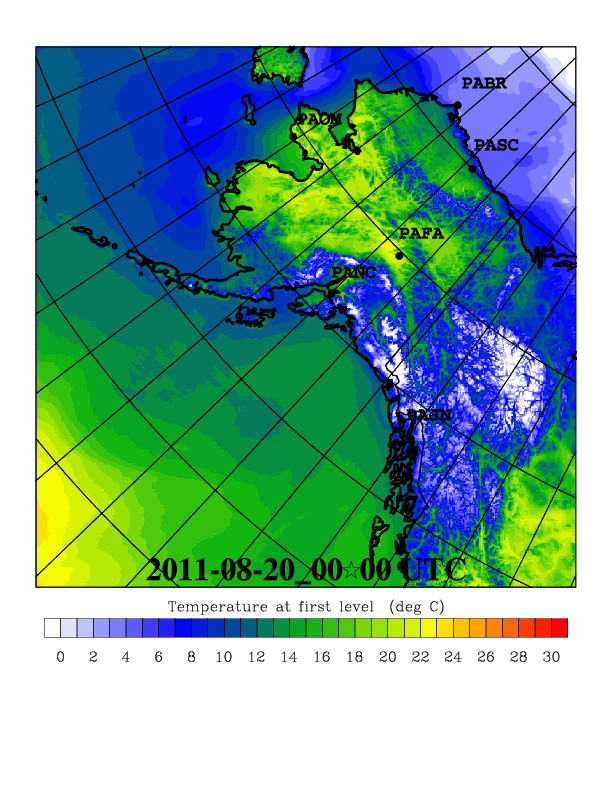 PABR
PAOM
PASC
PAFA
PANC
PAJN
2011-08-20_00☆00 UTC
Temperature at first level (deg C)
0 2 4 6 8 10 12 14 16 18 20 22 24 26 28 30